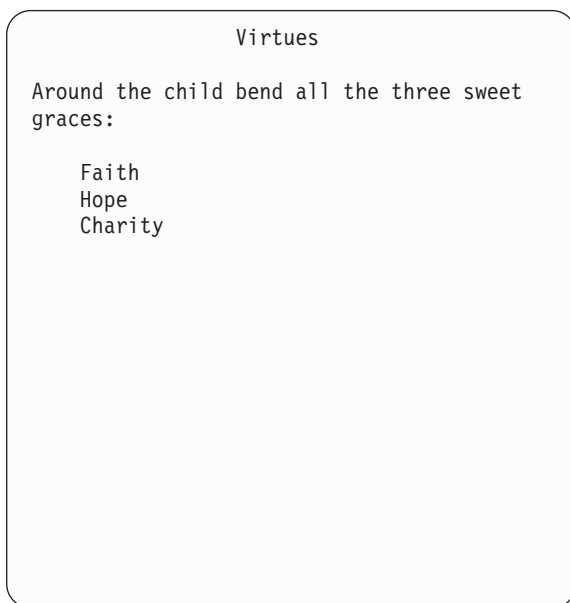 Virtues
Around the child bend all the three sweet
graces:
Faith
Hope
Charity